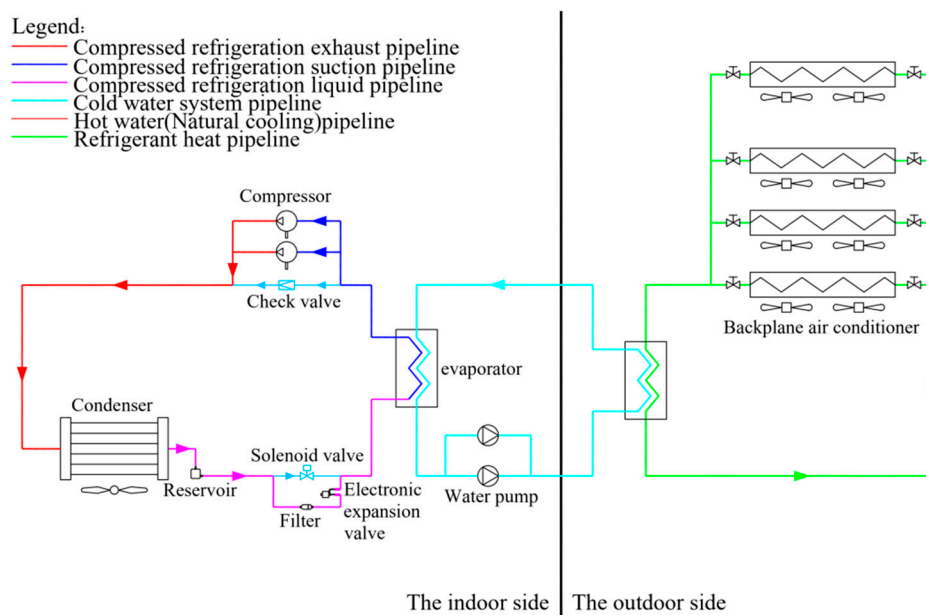 Legend:
Compressed refrigeration exhaust pipeline
Compressed refrigeration suction pipeline
Compressed refrigeration liquid pipeline
Cold water system pipeline
Hot water(Natural cooling)pipeline
Refrigerant heat pipeline
Compressor
Check valve
Backplane air conditioner
evaporator
Condenser
Solenoid valve
Reservoir
Electronic
expansion
valve
Filter
Water pump
The indoor side
The outdoor side